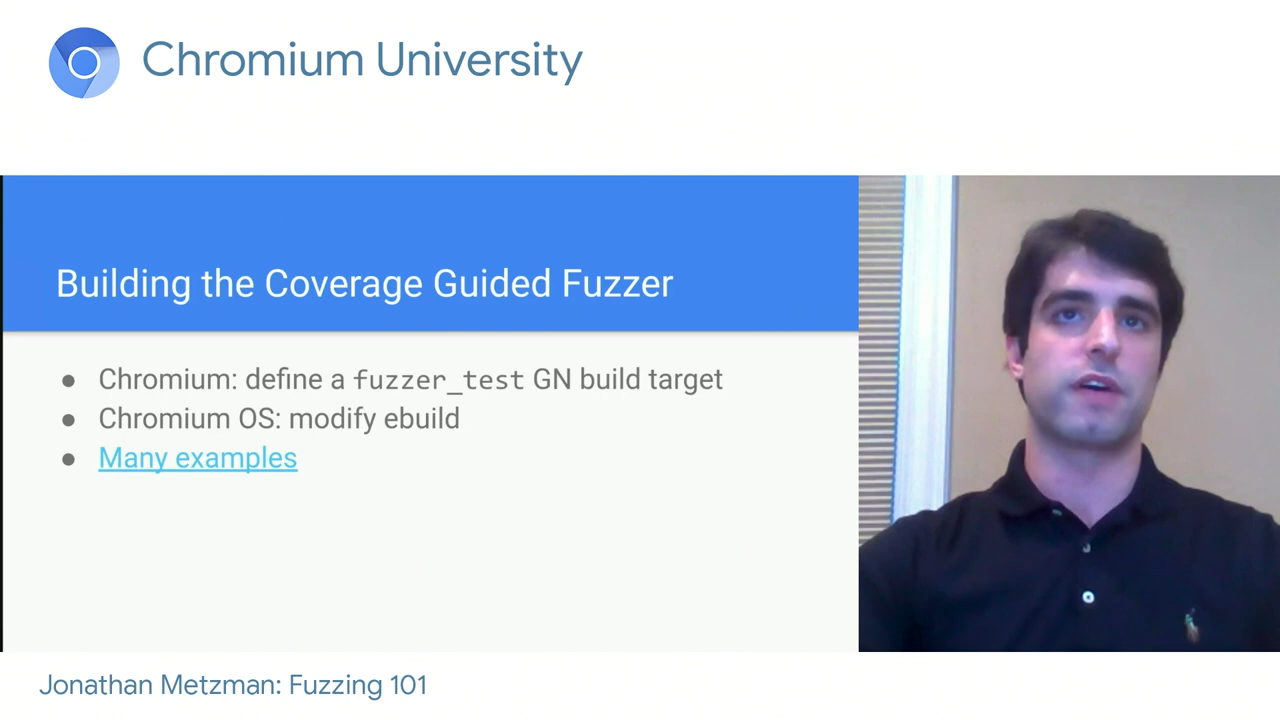 Chromium University
Building the Coverage Guided Fuzzer
● Chromium: define a fuzzer_test GN build target
● Chromium OS: modify ebuild
● Many examples
Jonathan Metzman: Fuzzing 101